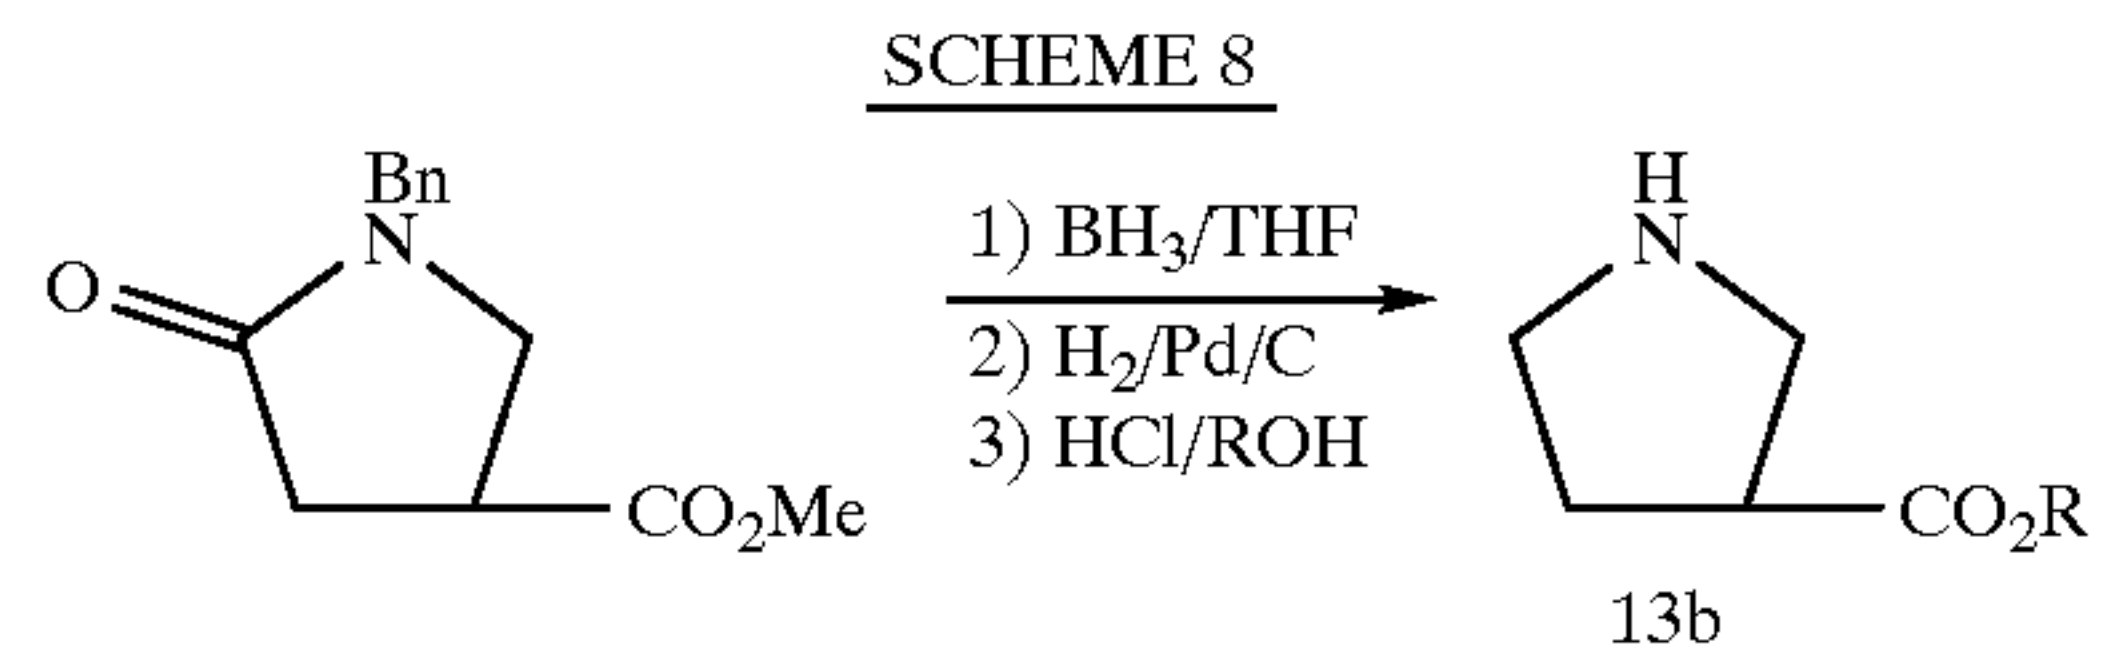 SCHEME 8
Bn
N
O
CO₂Me
1) BH₃/THF
2) H₂/Pd/C
3) HCl/ROH
H
N
CO₂R
13b